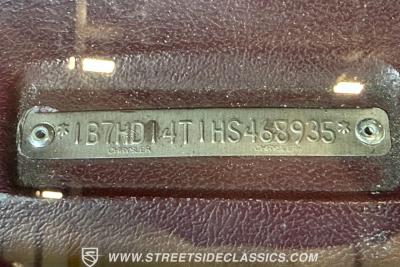 *1B7HD14T1HS468935*
CHRYSLER CHRYSLER
WWW.STREETSIDECLASSICS.COM